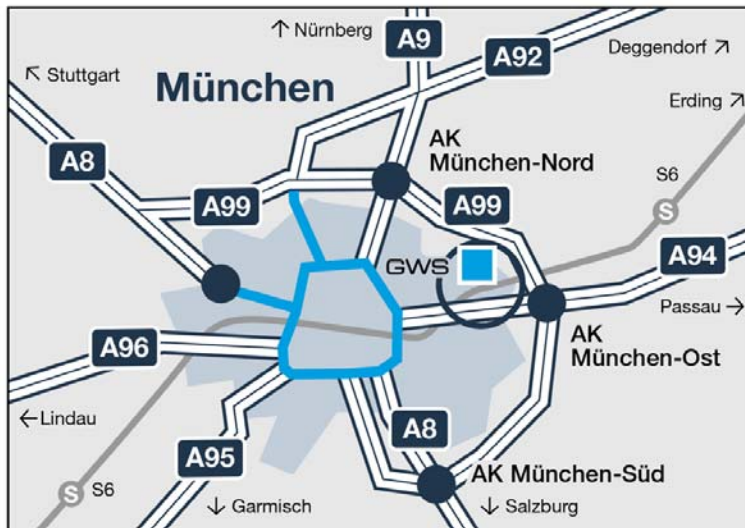 ↑ Nürnberg
A9
A92
Deggendorf ↗
↖ Stuttgart
München
Erding ↗
A8
AK
München-Nord
S6
S
A99
A99
A94
GWS
Passau →
A96
AK
München-Ost
← Lindau
A8
A95
AK München-Süd
S
S6
↓ Garmisch
↓ Salzburg